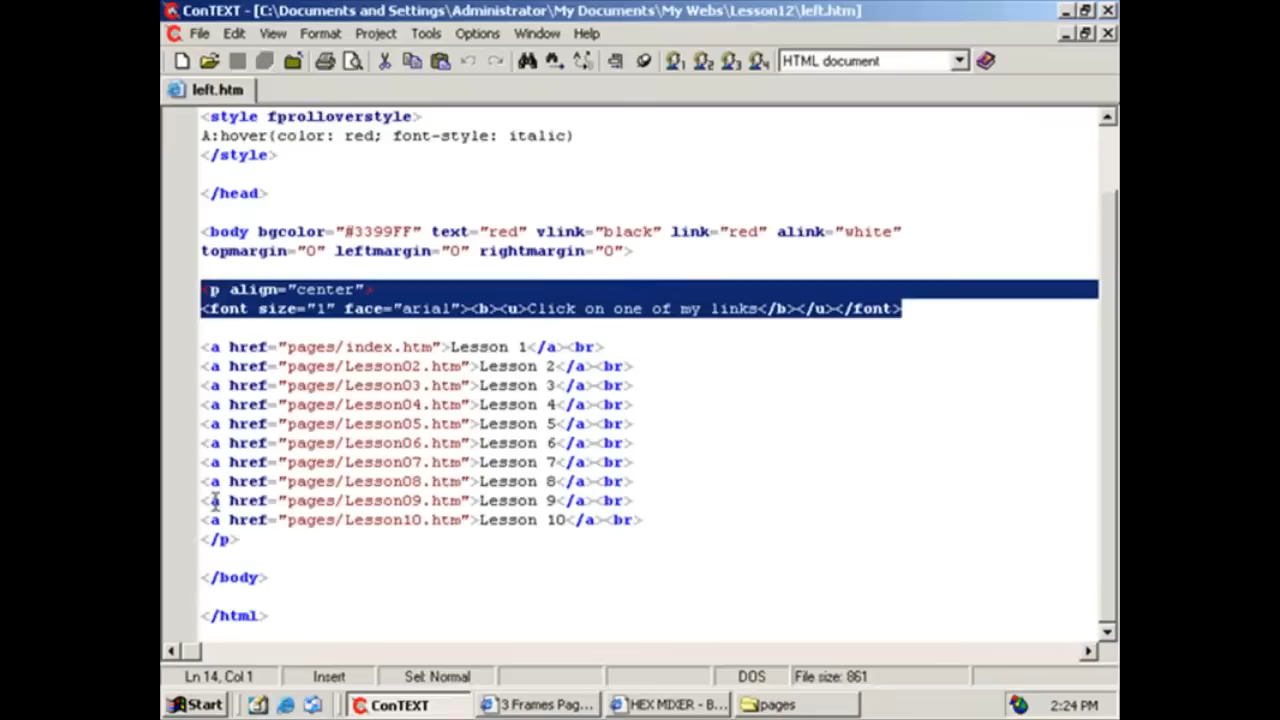 ConTEXT - [C:\Documents and Settings\Administrator\My Documents\My Webs\Lesson12\left.htm]
File Edit View Format Project Tools Options Window Help
HTML document
left.htm
<style fprolloverstyle>
A:hover{color: red; font-style: italic}
</style>
</head>
<body bgcolor="#3399FF" text="red" vlink="black" link="red" alink="white"
topmargin="0" leftmargin="0" rightmargin="0">
<p align="center">
<font size="1" face="arial"><b><u>Click on one of my links</b></u></font>
<a href="pages/index.htm">Lesson 1</a><br>
<a href="pages/Lesson02.htm">Lesson 2</a><br>
<a href="pages/Lesson03.htm">Lesson 3</a><br>
<a href="pages/Lesson04.htm">Lesson 4</a><br>
<a href="pages/Lesson05.htm">Lesson 5</a><br>
<a href="pages/Lesson06.htm">Lesson 6</a><br>
<a href="pages/Lesson07.htm">Lesson 7</a><br>
<a href="pages/Lesson08.htm">Lesson 8</a><br>
<a href="pages/Lesson09.htm">Lesson 9</a><br>
<a href="pages/Lesson10.htm">Lesson 10</a><br>
</p>
</body>
</html>
Ln 14, Col 1 Insert Sel: Normal DOS File size: 861
Start ConTEXT 3 Frames Pag... HEX MIXER - B... pages 2:24 PM